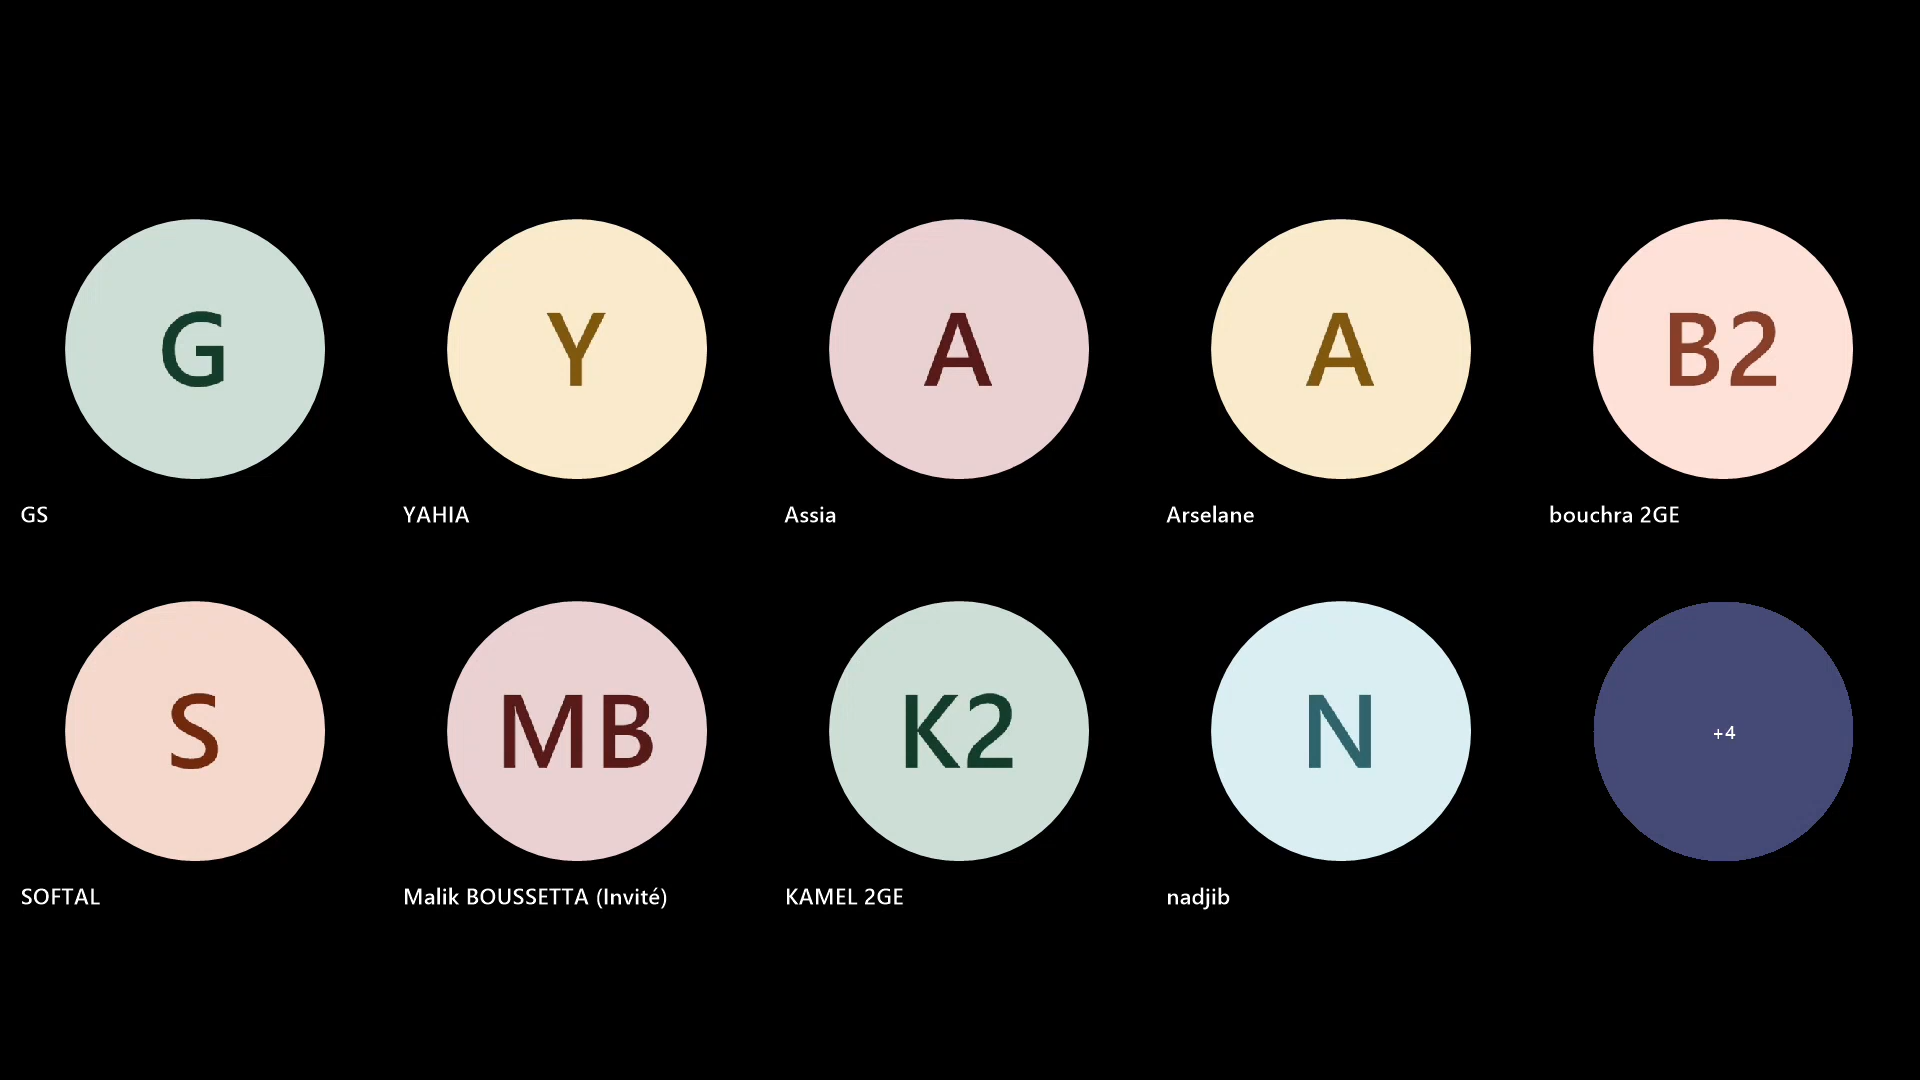 G
Y
A
A
B2
GS
YAHIA
Assia
Arselane
bouchra 2GE
S
MB
K2
N
+4
SOFTAL
Malik BOUSSETTA (Invité)
KAMEL 2GE
nadjib